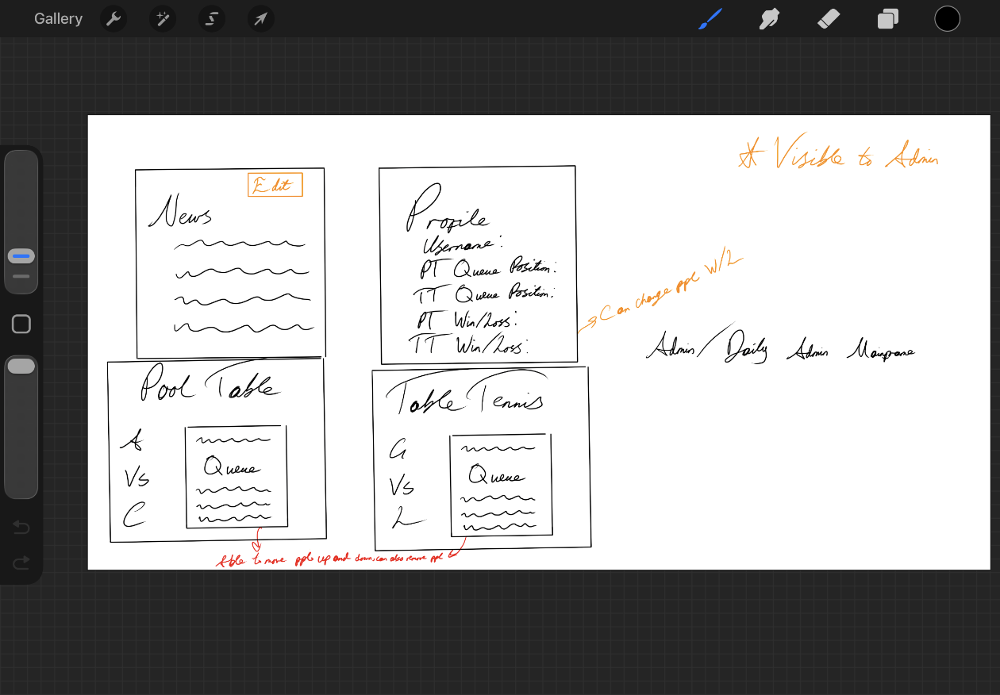 Gallery
* Visible to Admin
Edit
News
Profile
Username:
PT Queue Position:
TT Queue Position:
PT Win/Loss:
TT Win/Loss:
Can change ppl W/L
Admin/Daily Admin Mainframe
Pool Table
A
Vs
C
Queue
Table Tennis
G
Vs
L
Queue
Able to move ppl up and down, can also remove ppl